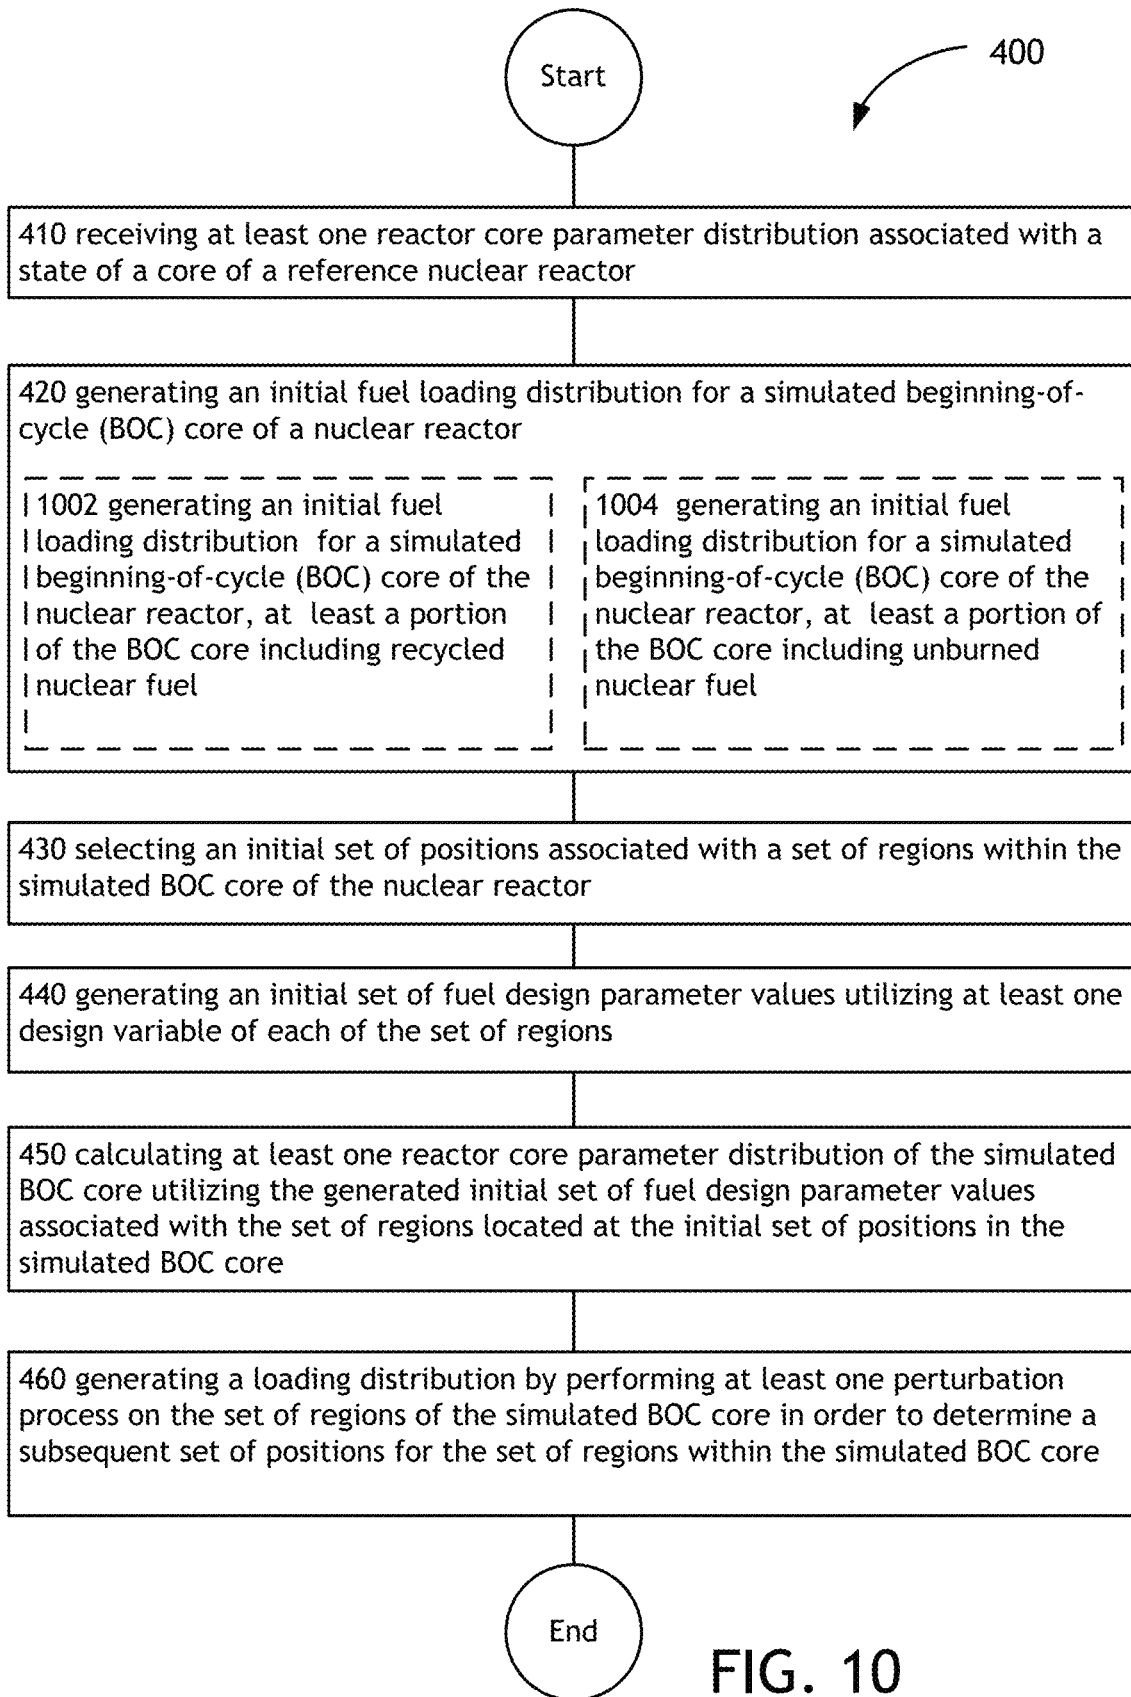 Start
400
410 receiving at least one reactor core parameter distribution associated with a
state of a core of a reference nuclear reactor
420 generating an initial fuel loading distribution for a simulated beginning-of-
cycle (BOC) core of a nuclear reactor
1002 generating an initial fuel
loading distribution for a simulated
beginning-of-cycle (BOC) core of the
nuclear reactor, at least a portion
of the BOC core including recycled
nuclear fuel
1004 generating an initial fuel
loading distribution for a simulated
beginning-of-cycle (BOC) core of the
nuclear reactor, at least a portion of
the BOC core including unburned
nuclear fuel
430 selecting an initial set of positions associated with a set of regions within the
simulated BOC core of the nuclear reactor
440 generating an initial set of fuel design parameter values utilizing at least one
design variable of each of the set of regions
450 calculating at least one reactor core parameter distribution of the simulated
BOC core utilizing the generated initial set of fuel design parameter values
associated with the set of regions located at the initial set of positions in the
simulated BOC core
460 generating a loading distribution by performing at least one perturbation
process on the set of regions of the simulated BOC core in order to determine a
subsequent set of positions for the set of regions within the simulated BOC core
End
FIG. 10